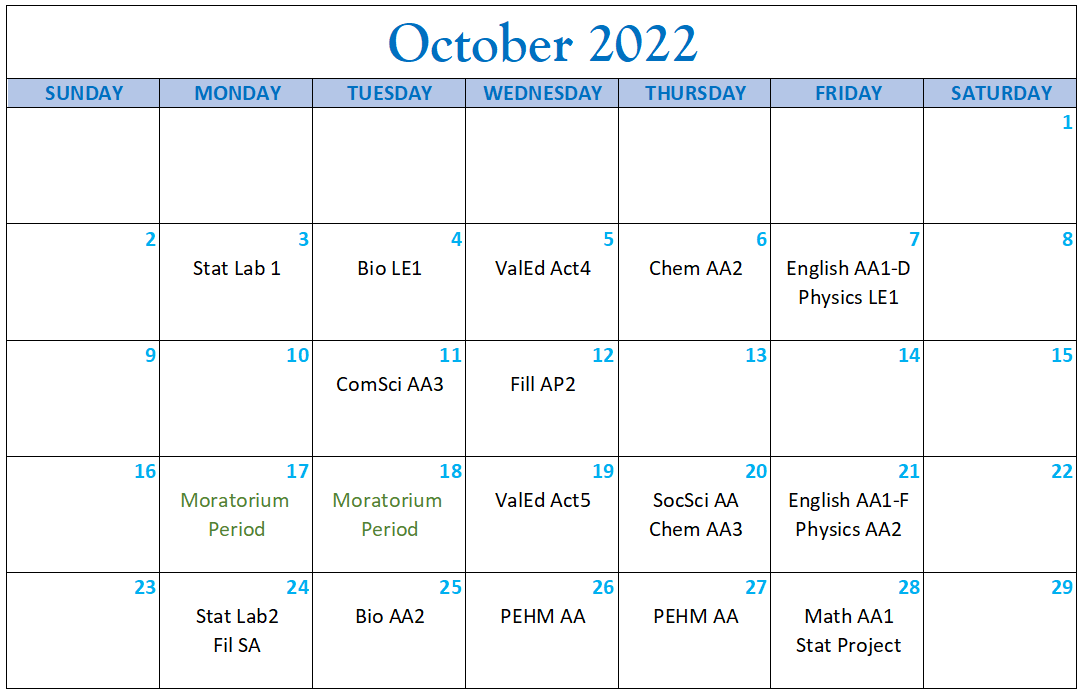 October 2022
SUNDAY MONDAY TUESDAY WEDNESDAY THURSDAY FRIDAY SATURDAY
1
2 3 4 5 6 7 8
Stat Lab 1 Bio LE1 ValEd Act4 Chem AA2 English AA1-D
Physics LE1
9 10 11 12 13 14 15
ComSci AA3 Fill AP2
16 17 18 19 20 21 22
Moratorium Moratorium ValEd Act5 SocSci AA English AA1-F
Period Period Chem AA3 Physics AA2
23 24 25 26 27 28 29
Stat Lab2 Bio AA2 PEHM AA PEHM AA Math AA1
Fil SA Stat Project